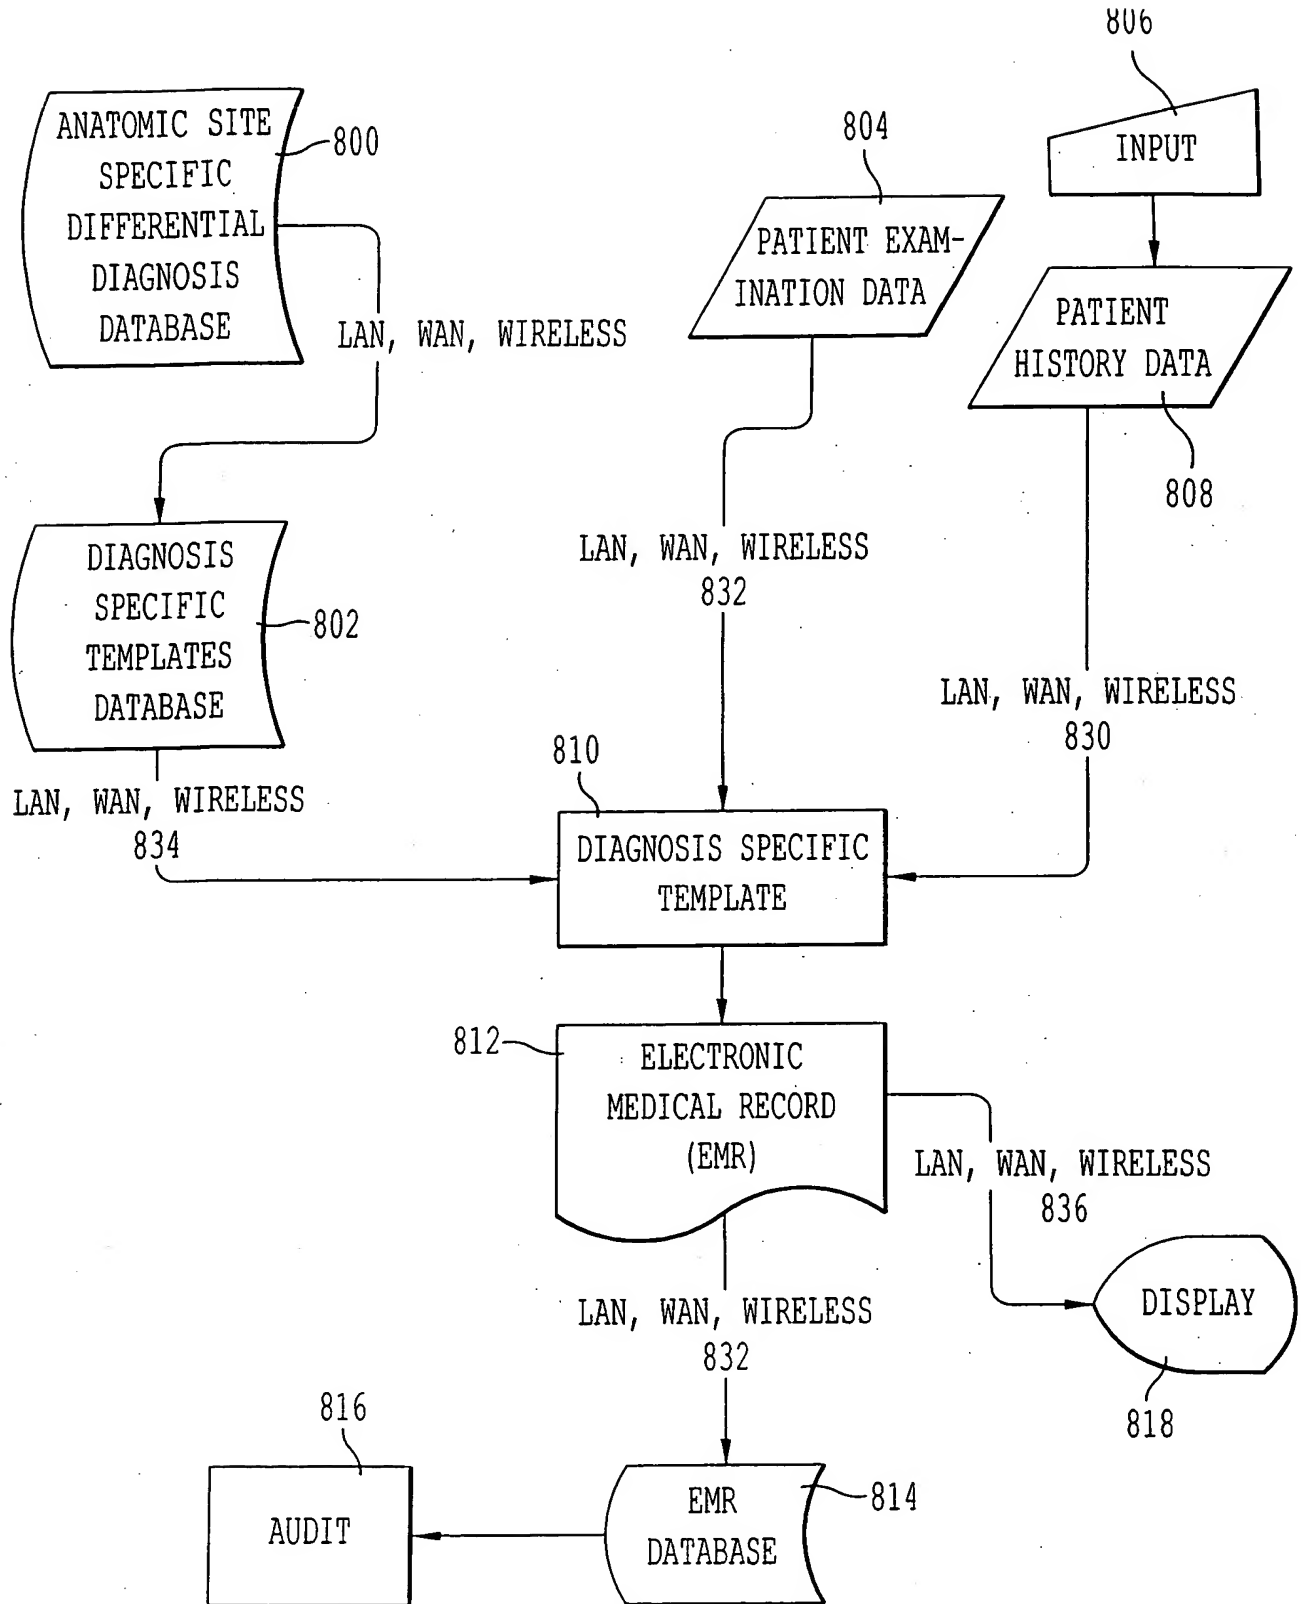 806
INPUT
804
ANATOMIC SITE
SPECIFIC
DIFFERENTIAL
DIAGNOSIS
DATABASE
800
PATIENT EXAM-
INATION DATA
PATIENT
HISTORY DATA
808
LAN, WAN, WIRELESS
DIAGNOSIS
SPECIFIC
TEMPLATES
DATABASE
802
LAN, WAN, WIRELESS
832
LAN, WAN, WIRELESS
830
LAN, WAN, WIRELESS
834
810
DIAGNOSIS SPECIFIC
TEMPLATE
812
ELECTRONIC
MEDICAL RECORD
(EMR)
LAN, WAN, WIRELESS
836
LAN, WAN, WIRELESS
832
DISPLAY
818
816
AUDIT
EMR
DATABASE
814